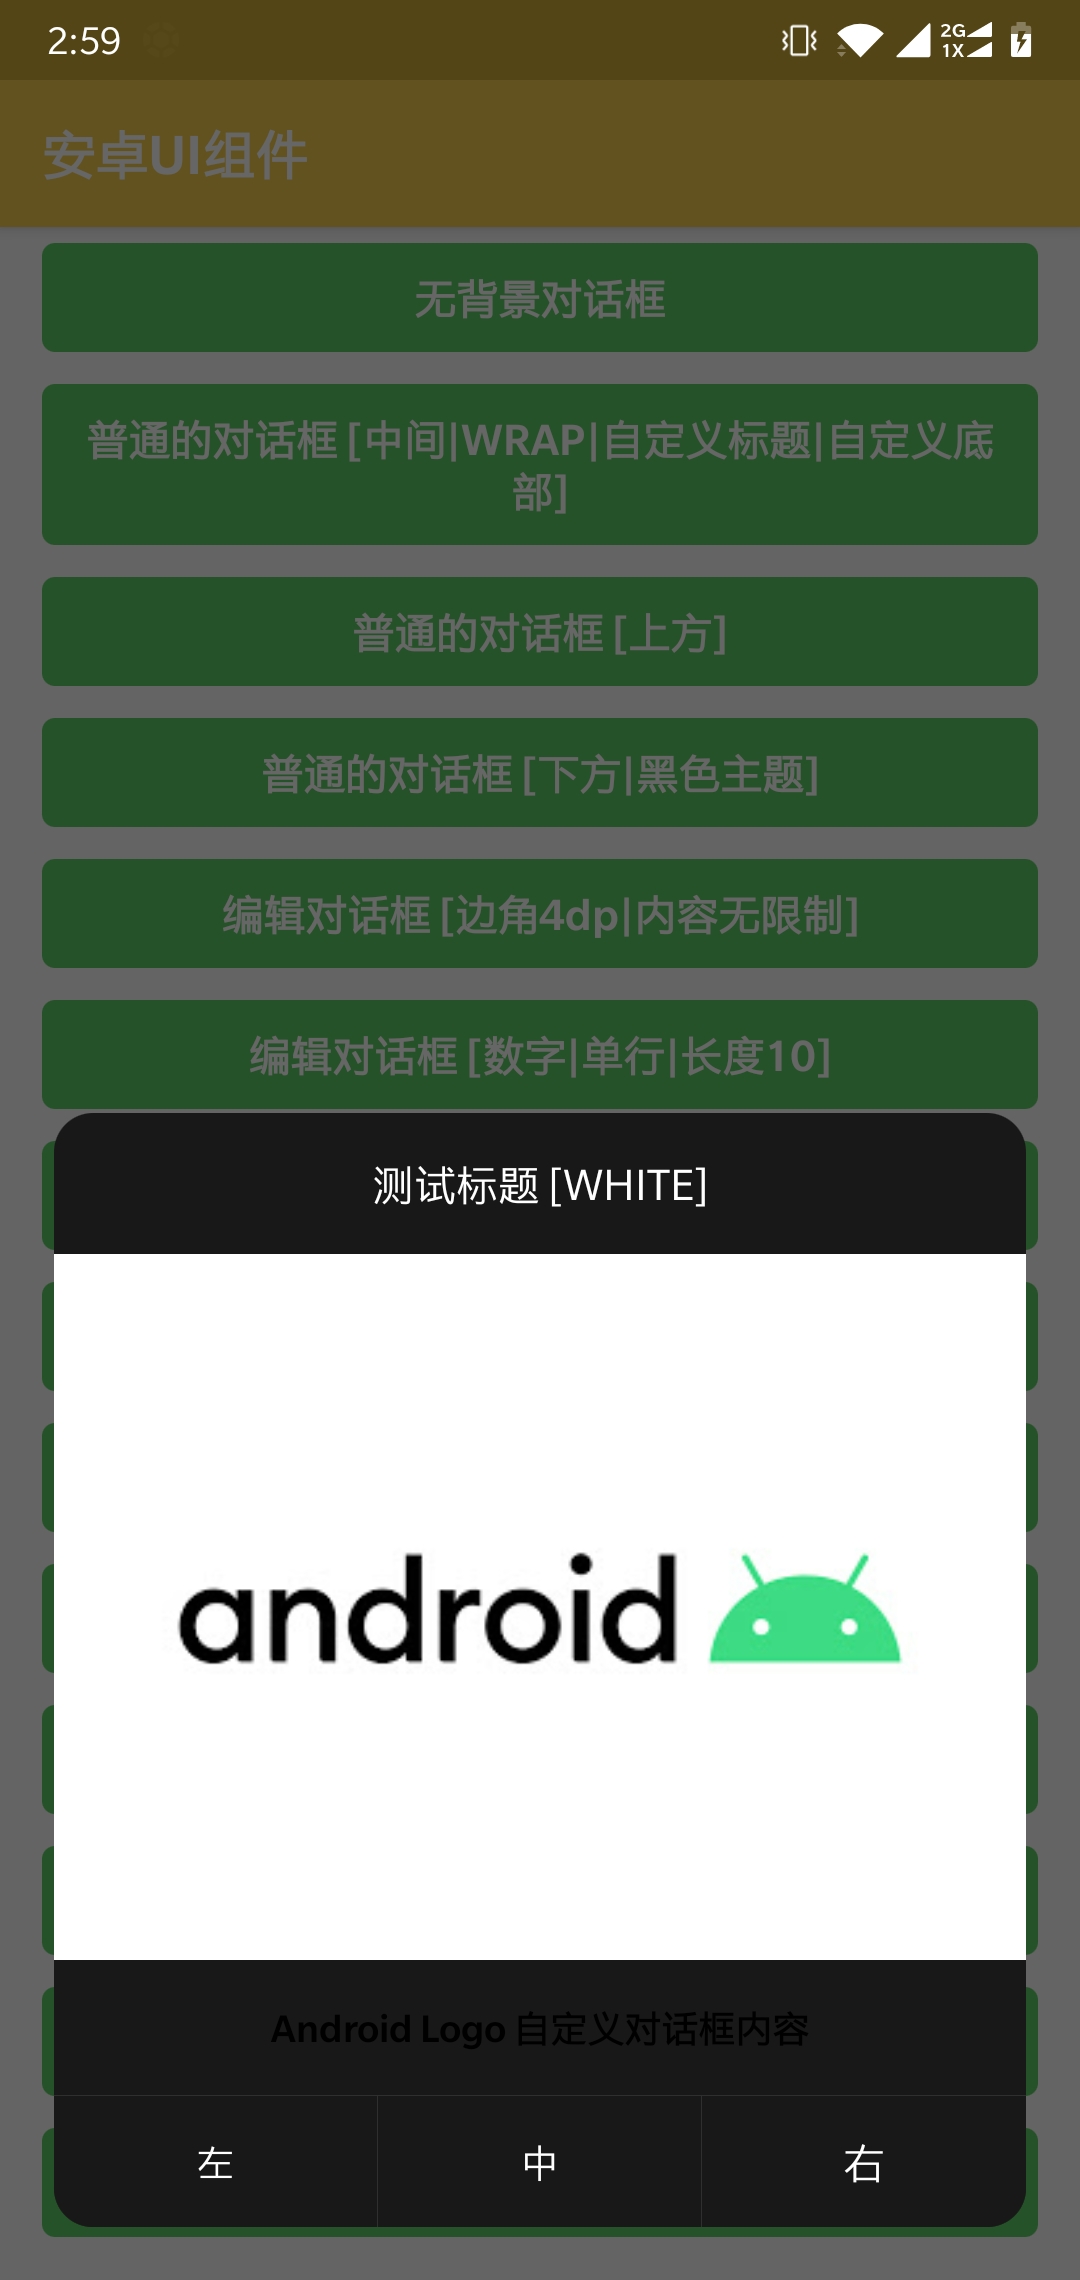 2:59
2G
1X
安卓UI组件
无背景对话框
普通的对话框 [中间|WRAP|自定义标题|自定义底
部]
普通的对话框 [上方]
普通的对话框 [下方|黑色主题]
编辑对话框 [边角4dp|内容无限制]
编辑对话框 [数字|单行|长度10]
测试标题 [WHITE]
android
Android Logo 自定义对话框内容
左
中
右